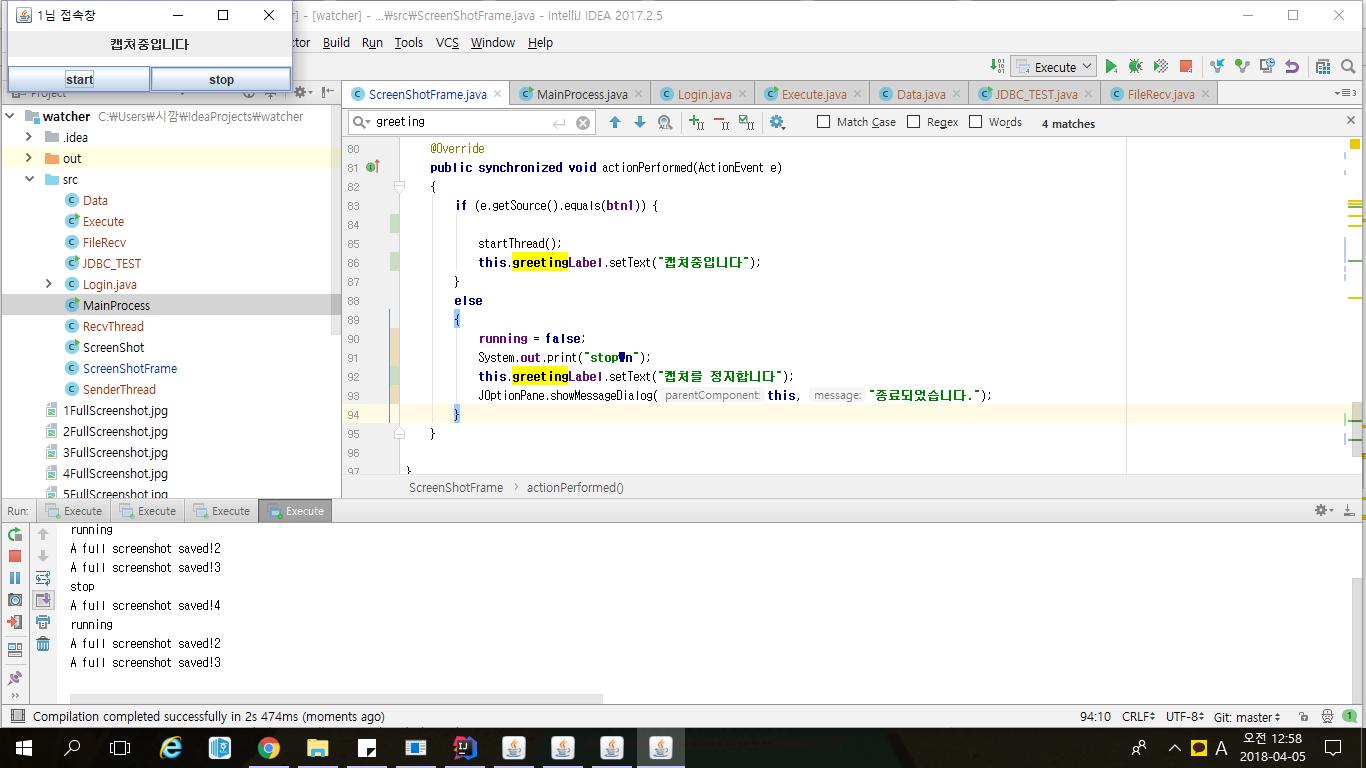 1님 접속창
] - [watcher] - ...\src\ScreenShotFrame.java - IntelliJ IDEA 2017.2.5
캡처중입니다
start stop
Build Run Tools VCS Window Help
Execute
Project
ScreenShotFrame.java MainProcess.java Login.java Execute.java Data.java JDBC_TEST.java FileRecv.java
watcher C:\Users\시깜\IdeaProjects\watcher
.idea
out
src
Data
Execute
FileRecv
JDBC_TEST
Login.java
MainProcess
RecvThread
ScreenShot
ScreenShotFrame
SenderThread
1FullScreenshot.jpg
2FullScreenshot.jpg
3FullScreenshot.jpg
4FullScreenshot.jpg
5FullScreenshot.jpg
greeting Match Case Regex Words 4 matches
80 @Override
81 public synchronized void actionPerformed(ActionEvent e)
82 {
83 if (e.getSource().equals(btn1)) {
84
85 startThread();
86 this.greetingLabel.setText("캡처중입니다");
87 }
88 else
89 {
90 running = false;
91 System.out.print("stop\n");
92 this.greetingLabel.setText("캡처를 정지합니다");
93 JOptionPane.showMessageDialog( parentComponent: this, message: "종료되었습니다.");
94 }
95 }
96
97 }
ScreenShotFrame > actionPerformed()
Run: Execute Execute Execute Execute
running
A full screenshot saved!2
A full screenshot saved!3
stop
A full screenshot saved!4
running
A full screenshot saved!2
A full screenshot saved!3
Compilation completed successfully in 2s 474ms (moments ago) 94:10 CRLF UTF-8 Git: master 1
A 오전 12:58
2018-04-05